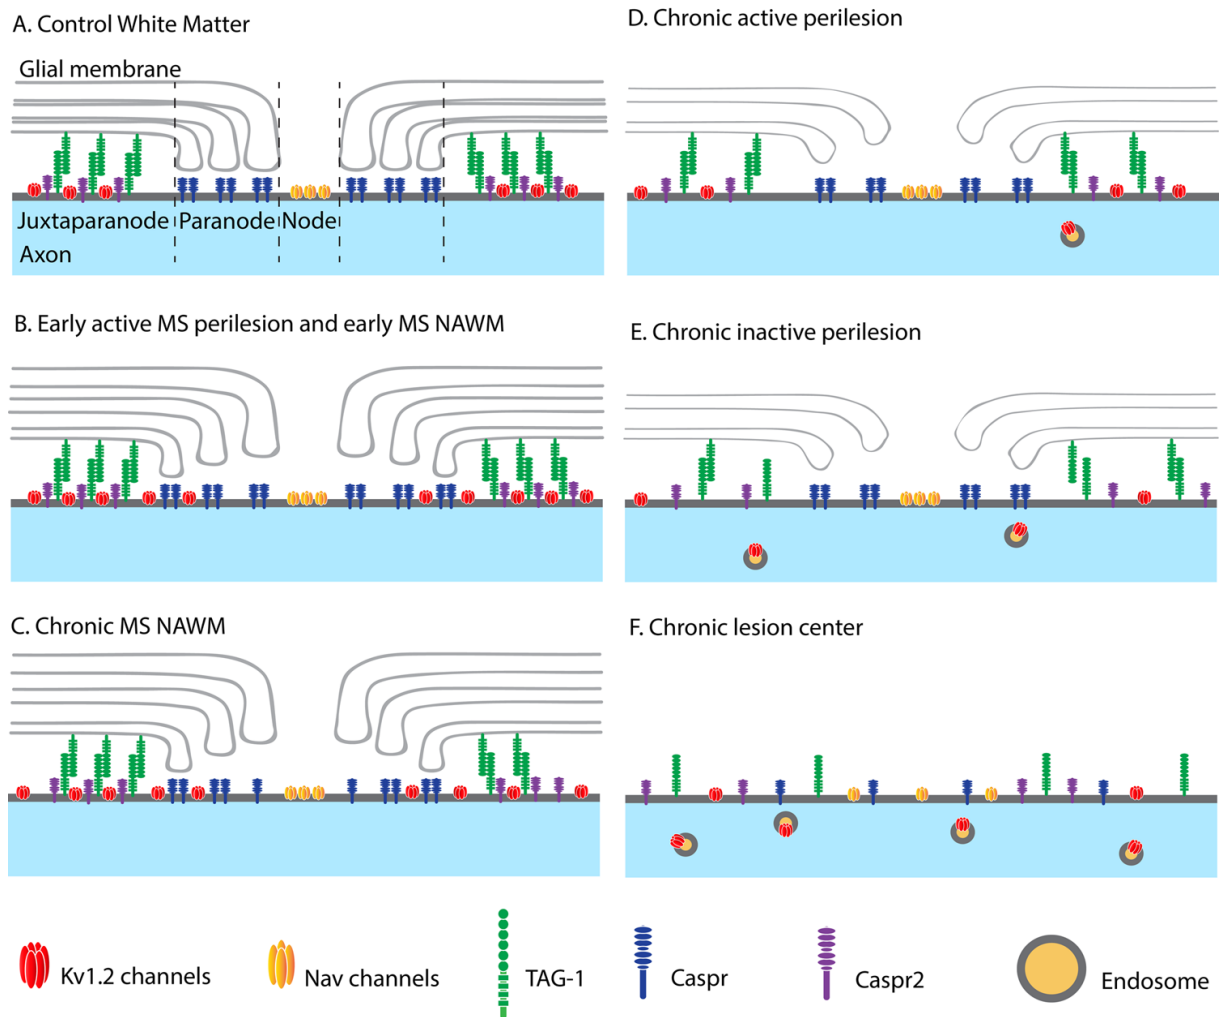 A. Control White Matter
Glial membrane
Juxtaparanode Paranode Node
Axon
B. Early active MS perilesion and early MS NAWM
C. Chronic MS NAWM
D. Chronic active perilesion
E. Chronic inactive perilesion
F. Chronic lesion center
Kv1.2 channels
Nav channels
TAG-1
Caspr
Caspr2
Endosome